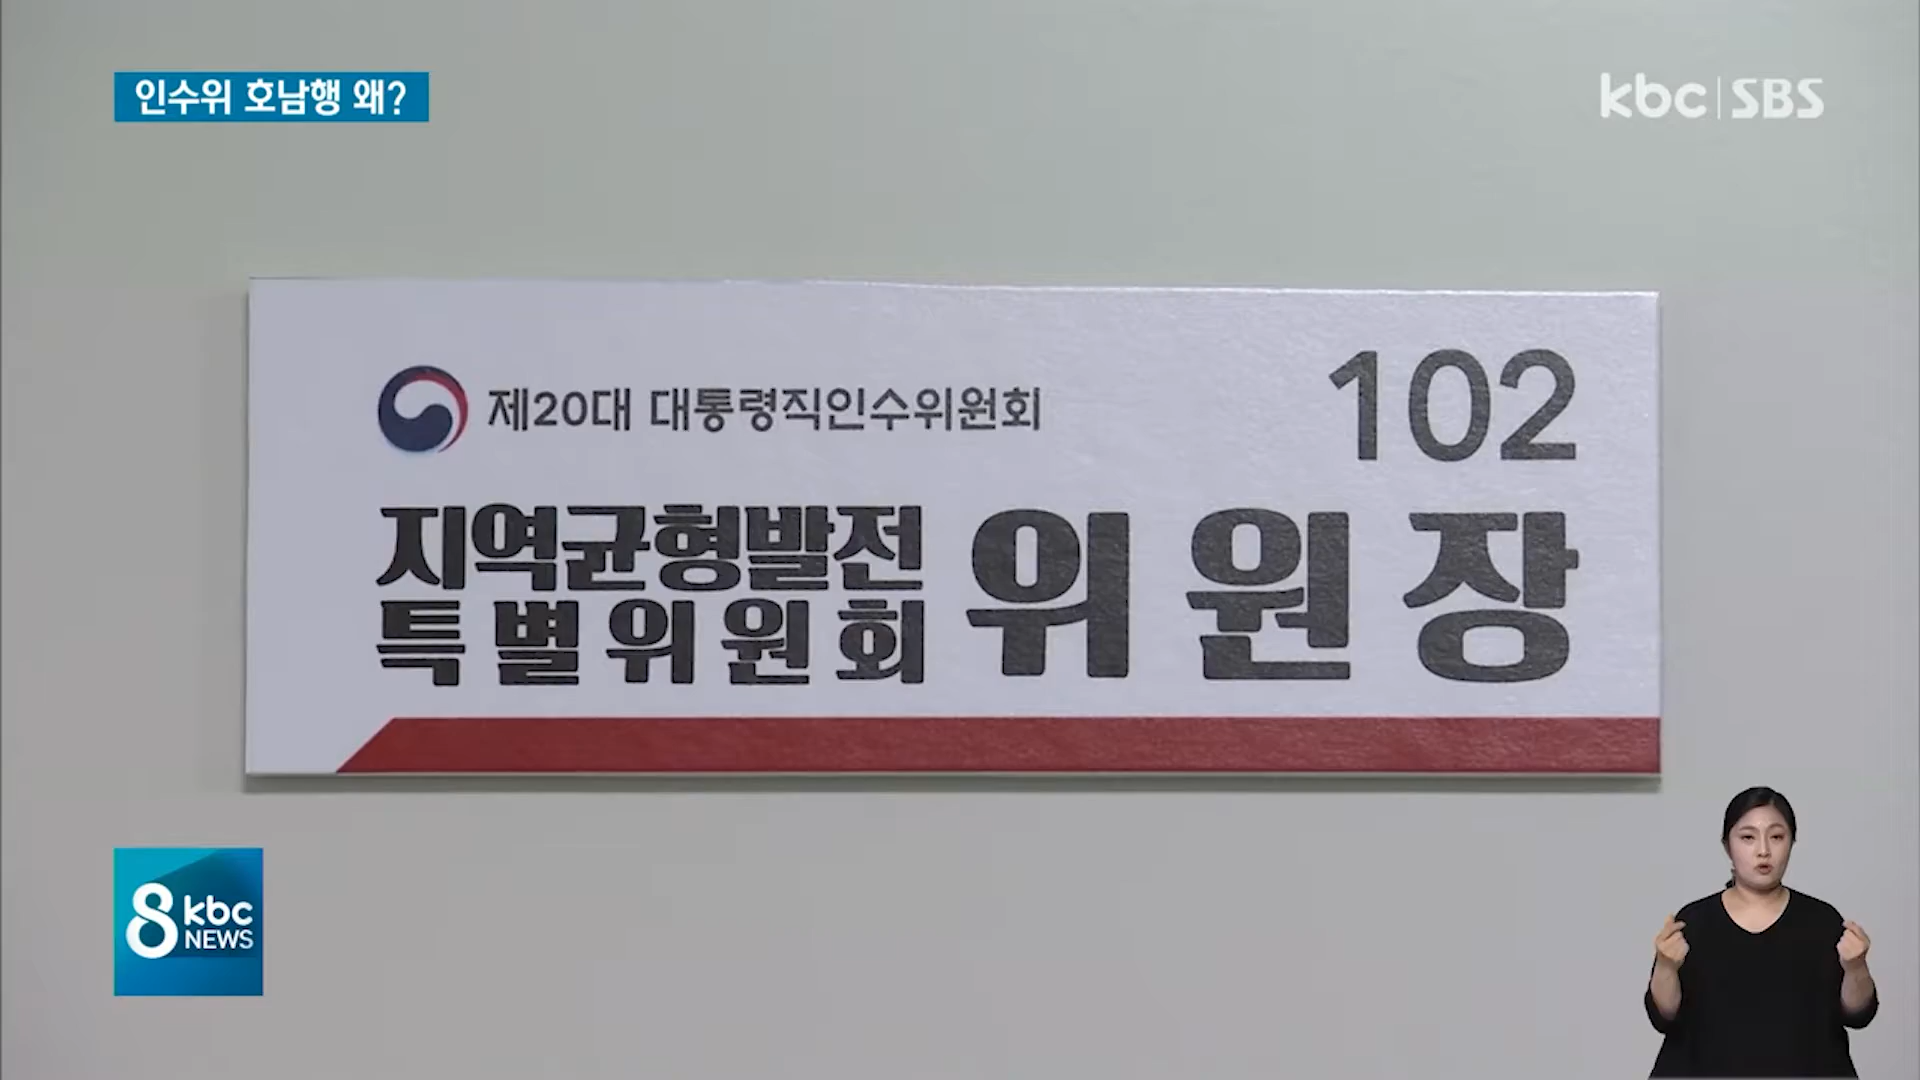 인수위 호남행 왜?
kbc SBS
제20대 대통령직인수위원회
102
지역균형발전
특별위원회
위원장
8 kbc
NEWS